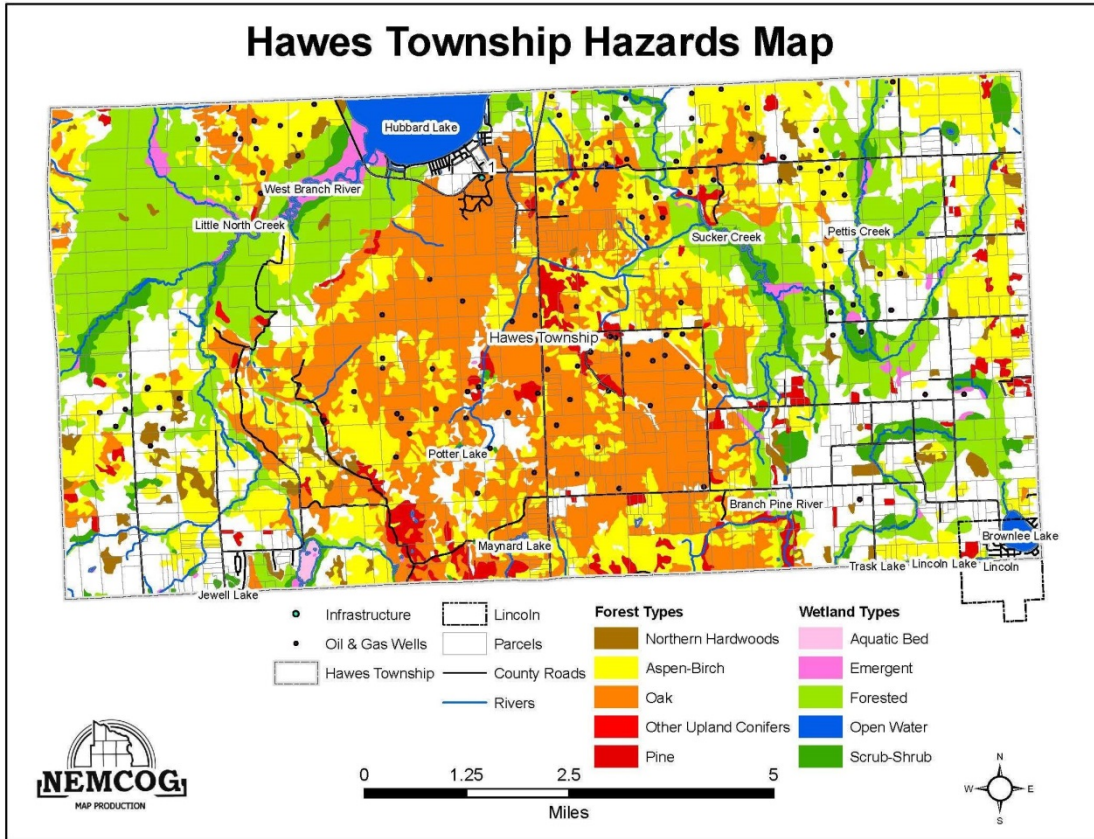 Hawes Township Hazards Map
Hubbard Lake
1
West Branch River
Little North Creek
Sucker Creek
Pettis Creek
Hawes Township
Potter Lake
Branch Pine River
Maynard Lake
Brownlee Lake
Trask Lake
Lincoln Lake
Lincoln
Jewell Lake
Infrastructure
Oil & Gas Wells
Hawes Township
Lincoln
Parcels
County Roads
Rivers
Forest Types
Northern Hardwoods
Aspen-Birch
Oak
Other Upland Conifers
Pine
Wetland Types
Aquatic Bed
Emergent
Forested
Open Water
Scrub-Shrub
NEMCOG
MAP PRODUCTION
0 1.25 2.5 5
Miles
N
W E
S